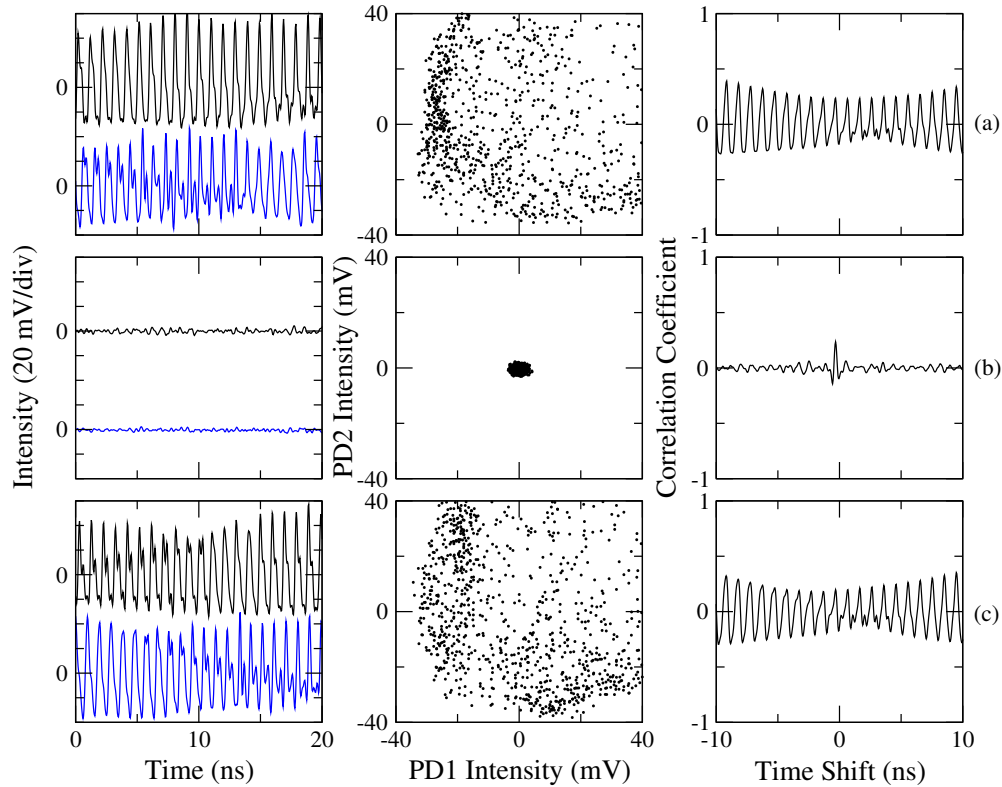 0
0
40
0
-40
1
0
-1
(a)
0
0
40
0
-40
1
0
-1
(b)
0
0
40
0
-40
1
0
-1
(c)
Intensity (20 mV/div)
PD2 Intensity (mV)
Correlation Coefficient
0 10 20
-40 0 40
-10 0 10
Time (ns)
PD1 Intensity (mV)
Time Shift (ns)